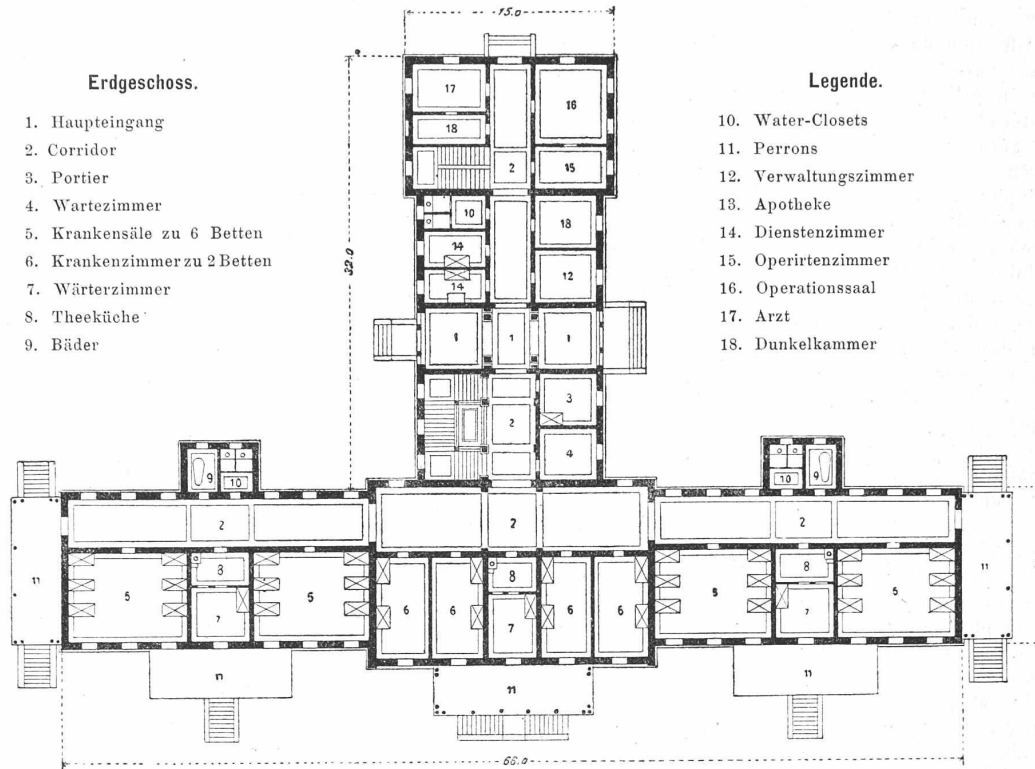 15.0
Erdgeschoss.
1. Haupteingang
2. Corridor
3. Portier
4. Wartezimmer
5. Krankensäle zu 6 Betten
6. Krankenzimmer zu 2 Betten
7. Wärterzimmer
8. Theeküche
9. Bäder
Legende.
10. Water-Closets
11. Perrons
12. Verwaltungszimmer
13. Apotheke
14. Dienstenzimmer
15. Operirtenzimmer
16. Operationssaal
17. Arzt
18. Dunkelkammer
32.0
17
16
18
2
15
10
18
14
12
14
1
3
2
4
9
10
10
9
2
2
2
11
5
8
5
6
6
8
6
6
8
5
11
7
7
7
11
11
11
66.0